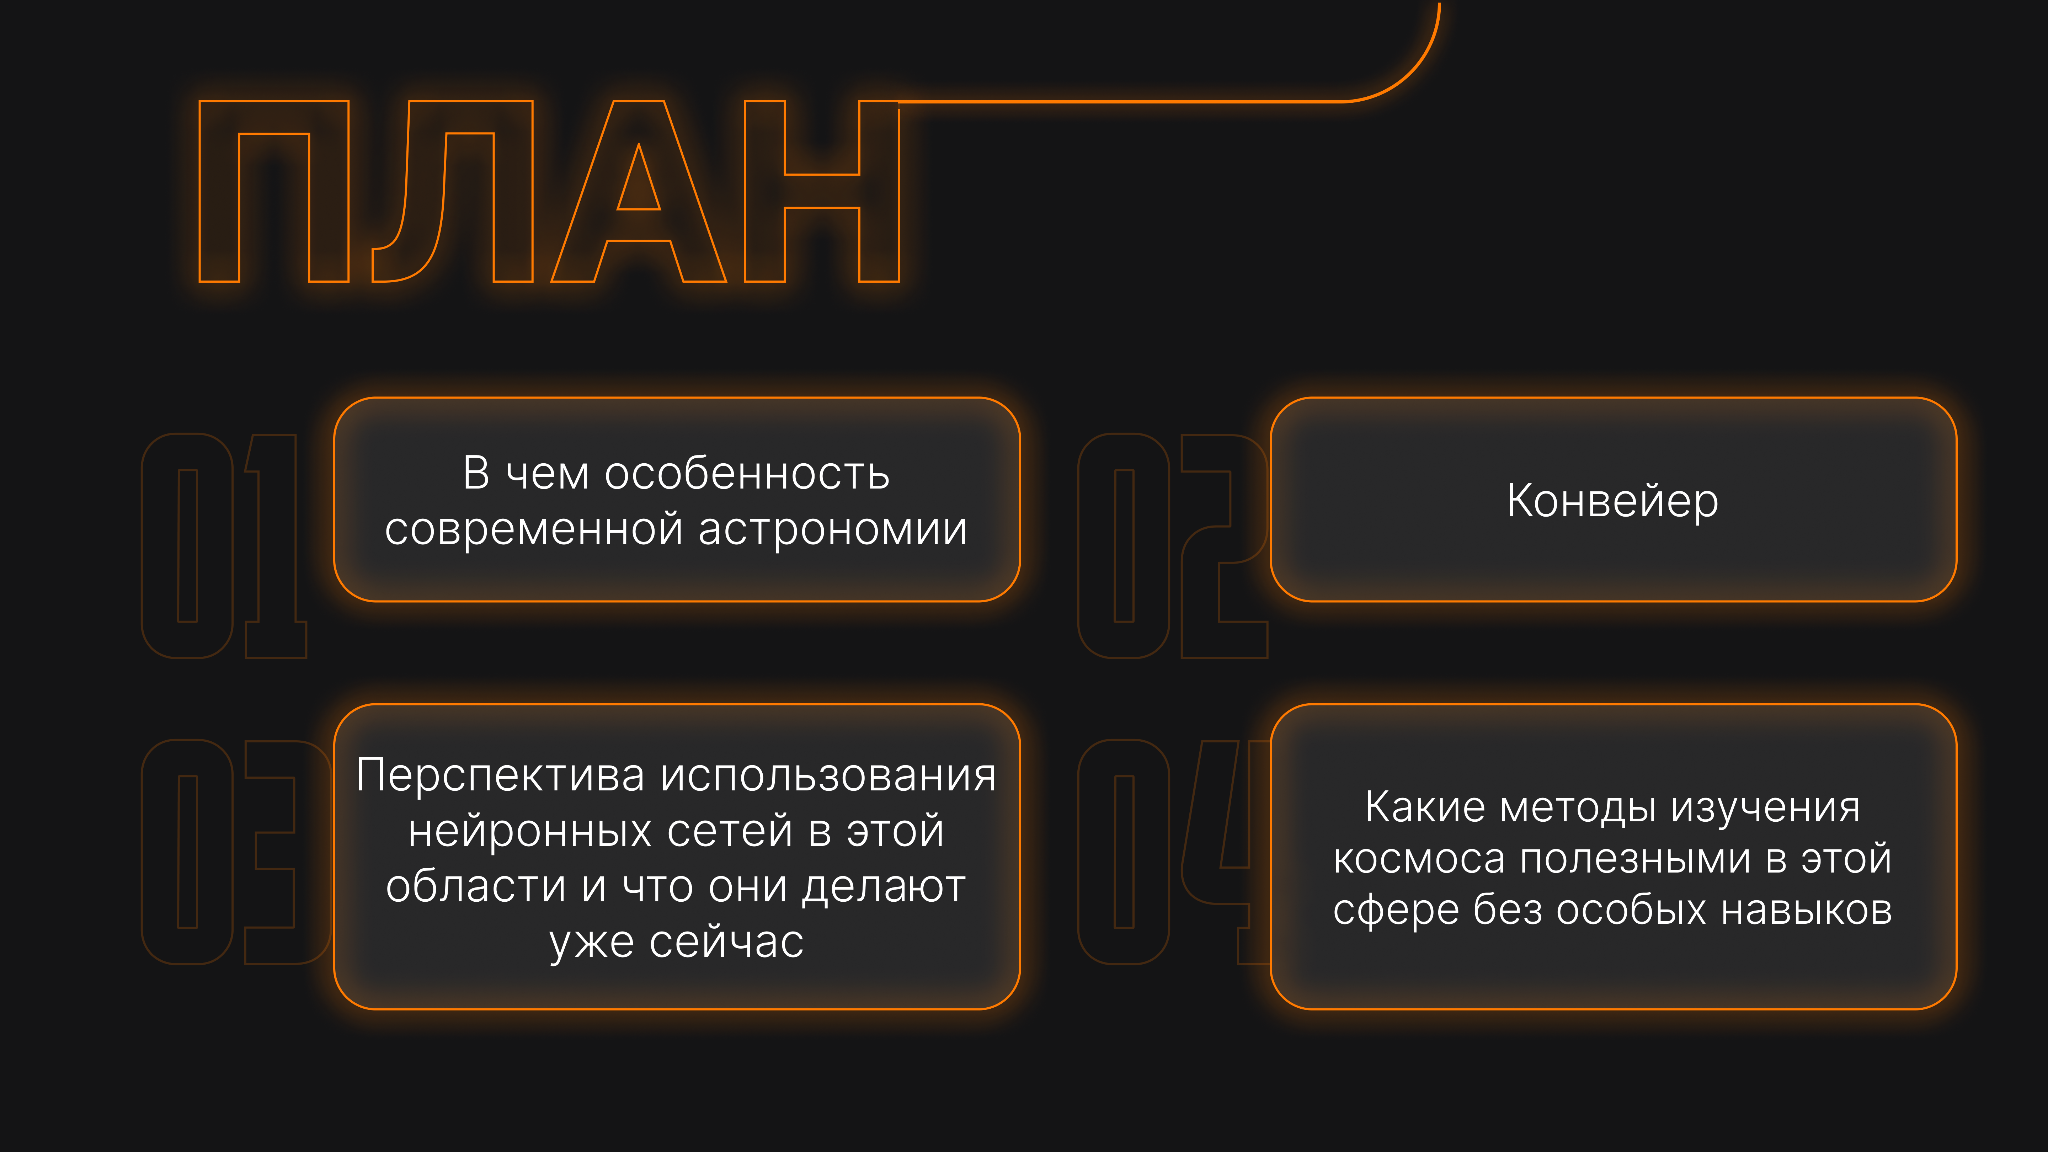 ПЛАН
01
В чем особенность
современной астрономии
02
Конвейер
03
Перспектива использования
нейронных сетей в этой
области и что они делают
уже сейчас
04
Какие методы изучения
космоса полезными в этой
сфере без особых навыков